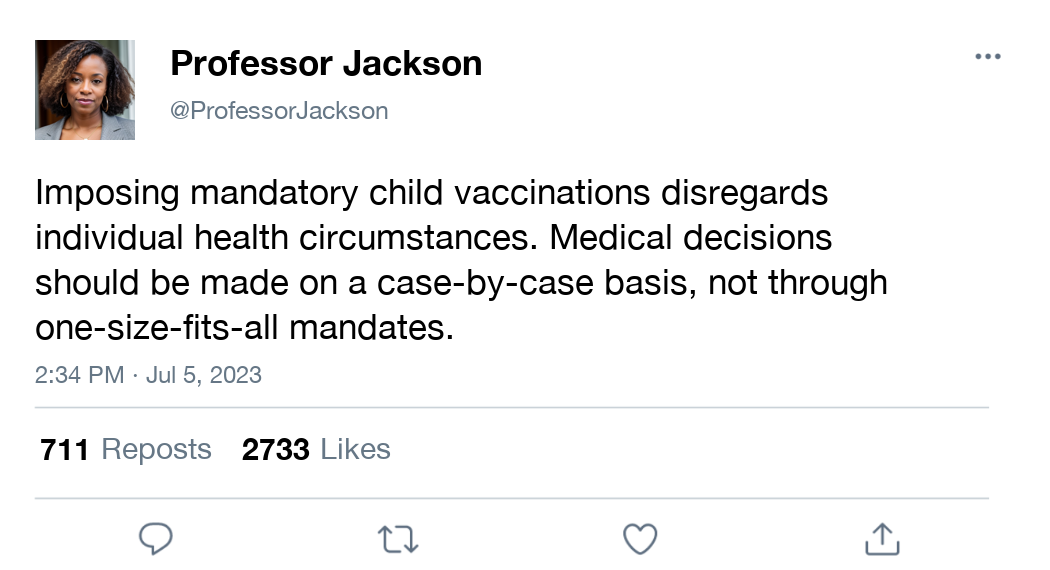 Professor Jackson
@ProfessorJackson
Imposing mandatory child vaccinations disregards
individual health circumstances. Medical decisions
should be made on a case-by-case basis, not through
one-size-fits-all mandates.
2:34 PM · Jul 5, 2023
711 Reposts 2733 Likes